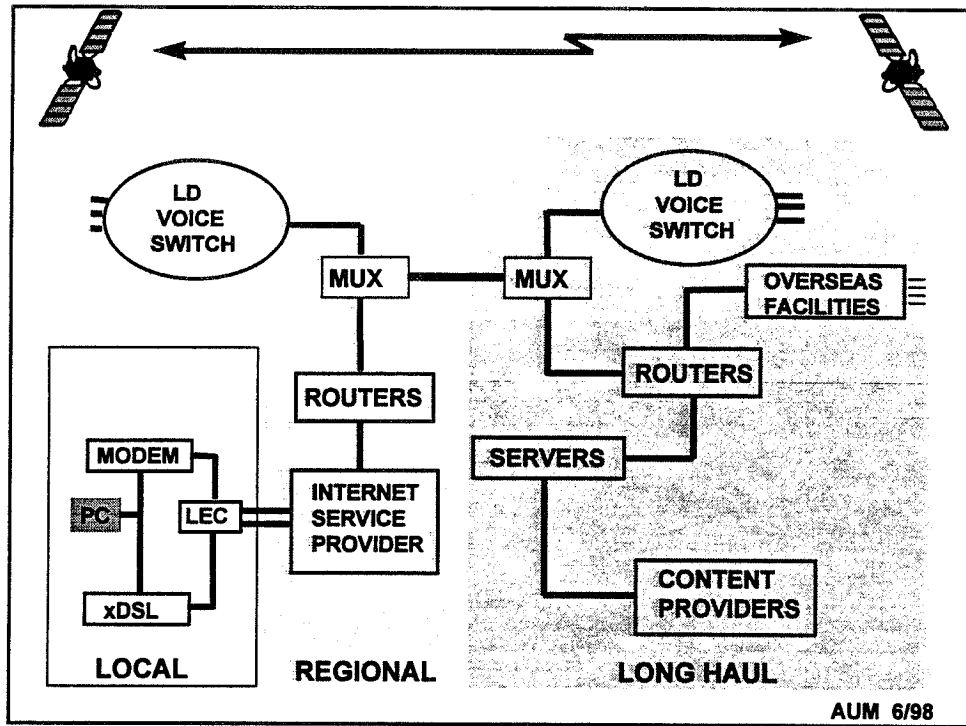 LD
VOICE
SWITCH
LD
VOICE
SWITCH
MUX
MUX
OVERSEAS
FACILITIES
ROUTERS
ROUTERS
MODEM
SERVERS
PC
LEC
INTERNET
SERVICE
PROVIDER
xDSL
CONTENT
PROVIDERS
LOCAL
REGIONAL
LONG HAUL
AUM 6/98